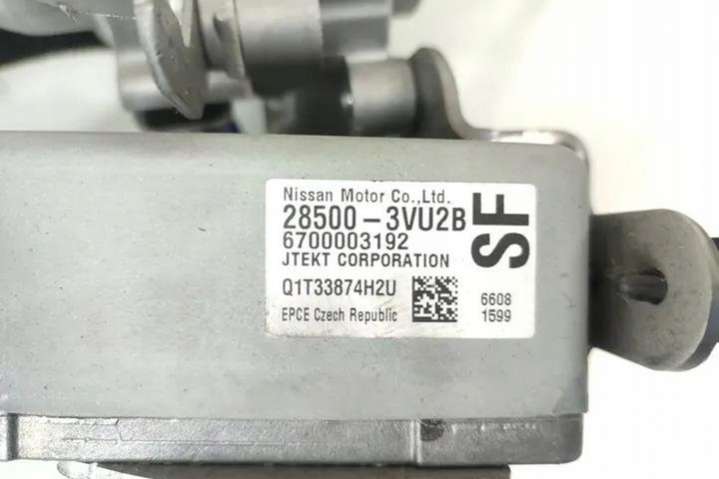 Nissan Motor Co.,Ltd.
28500-3VU2B
6700003192
JTEKT CORPORATION
SF
Q1T33874H2U
6608
EPCE Czech Republic
1599